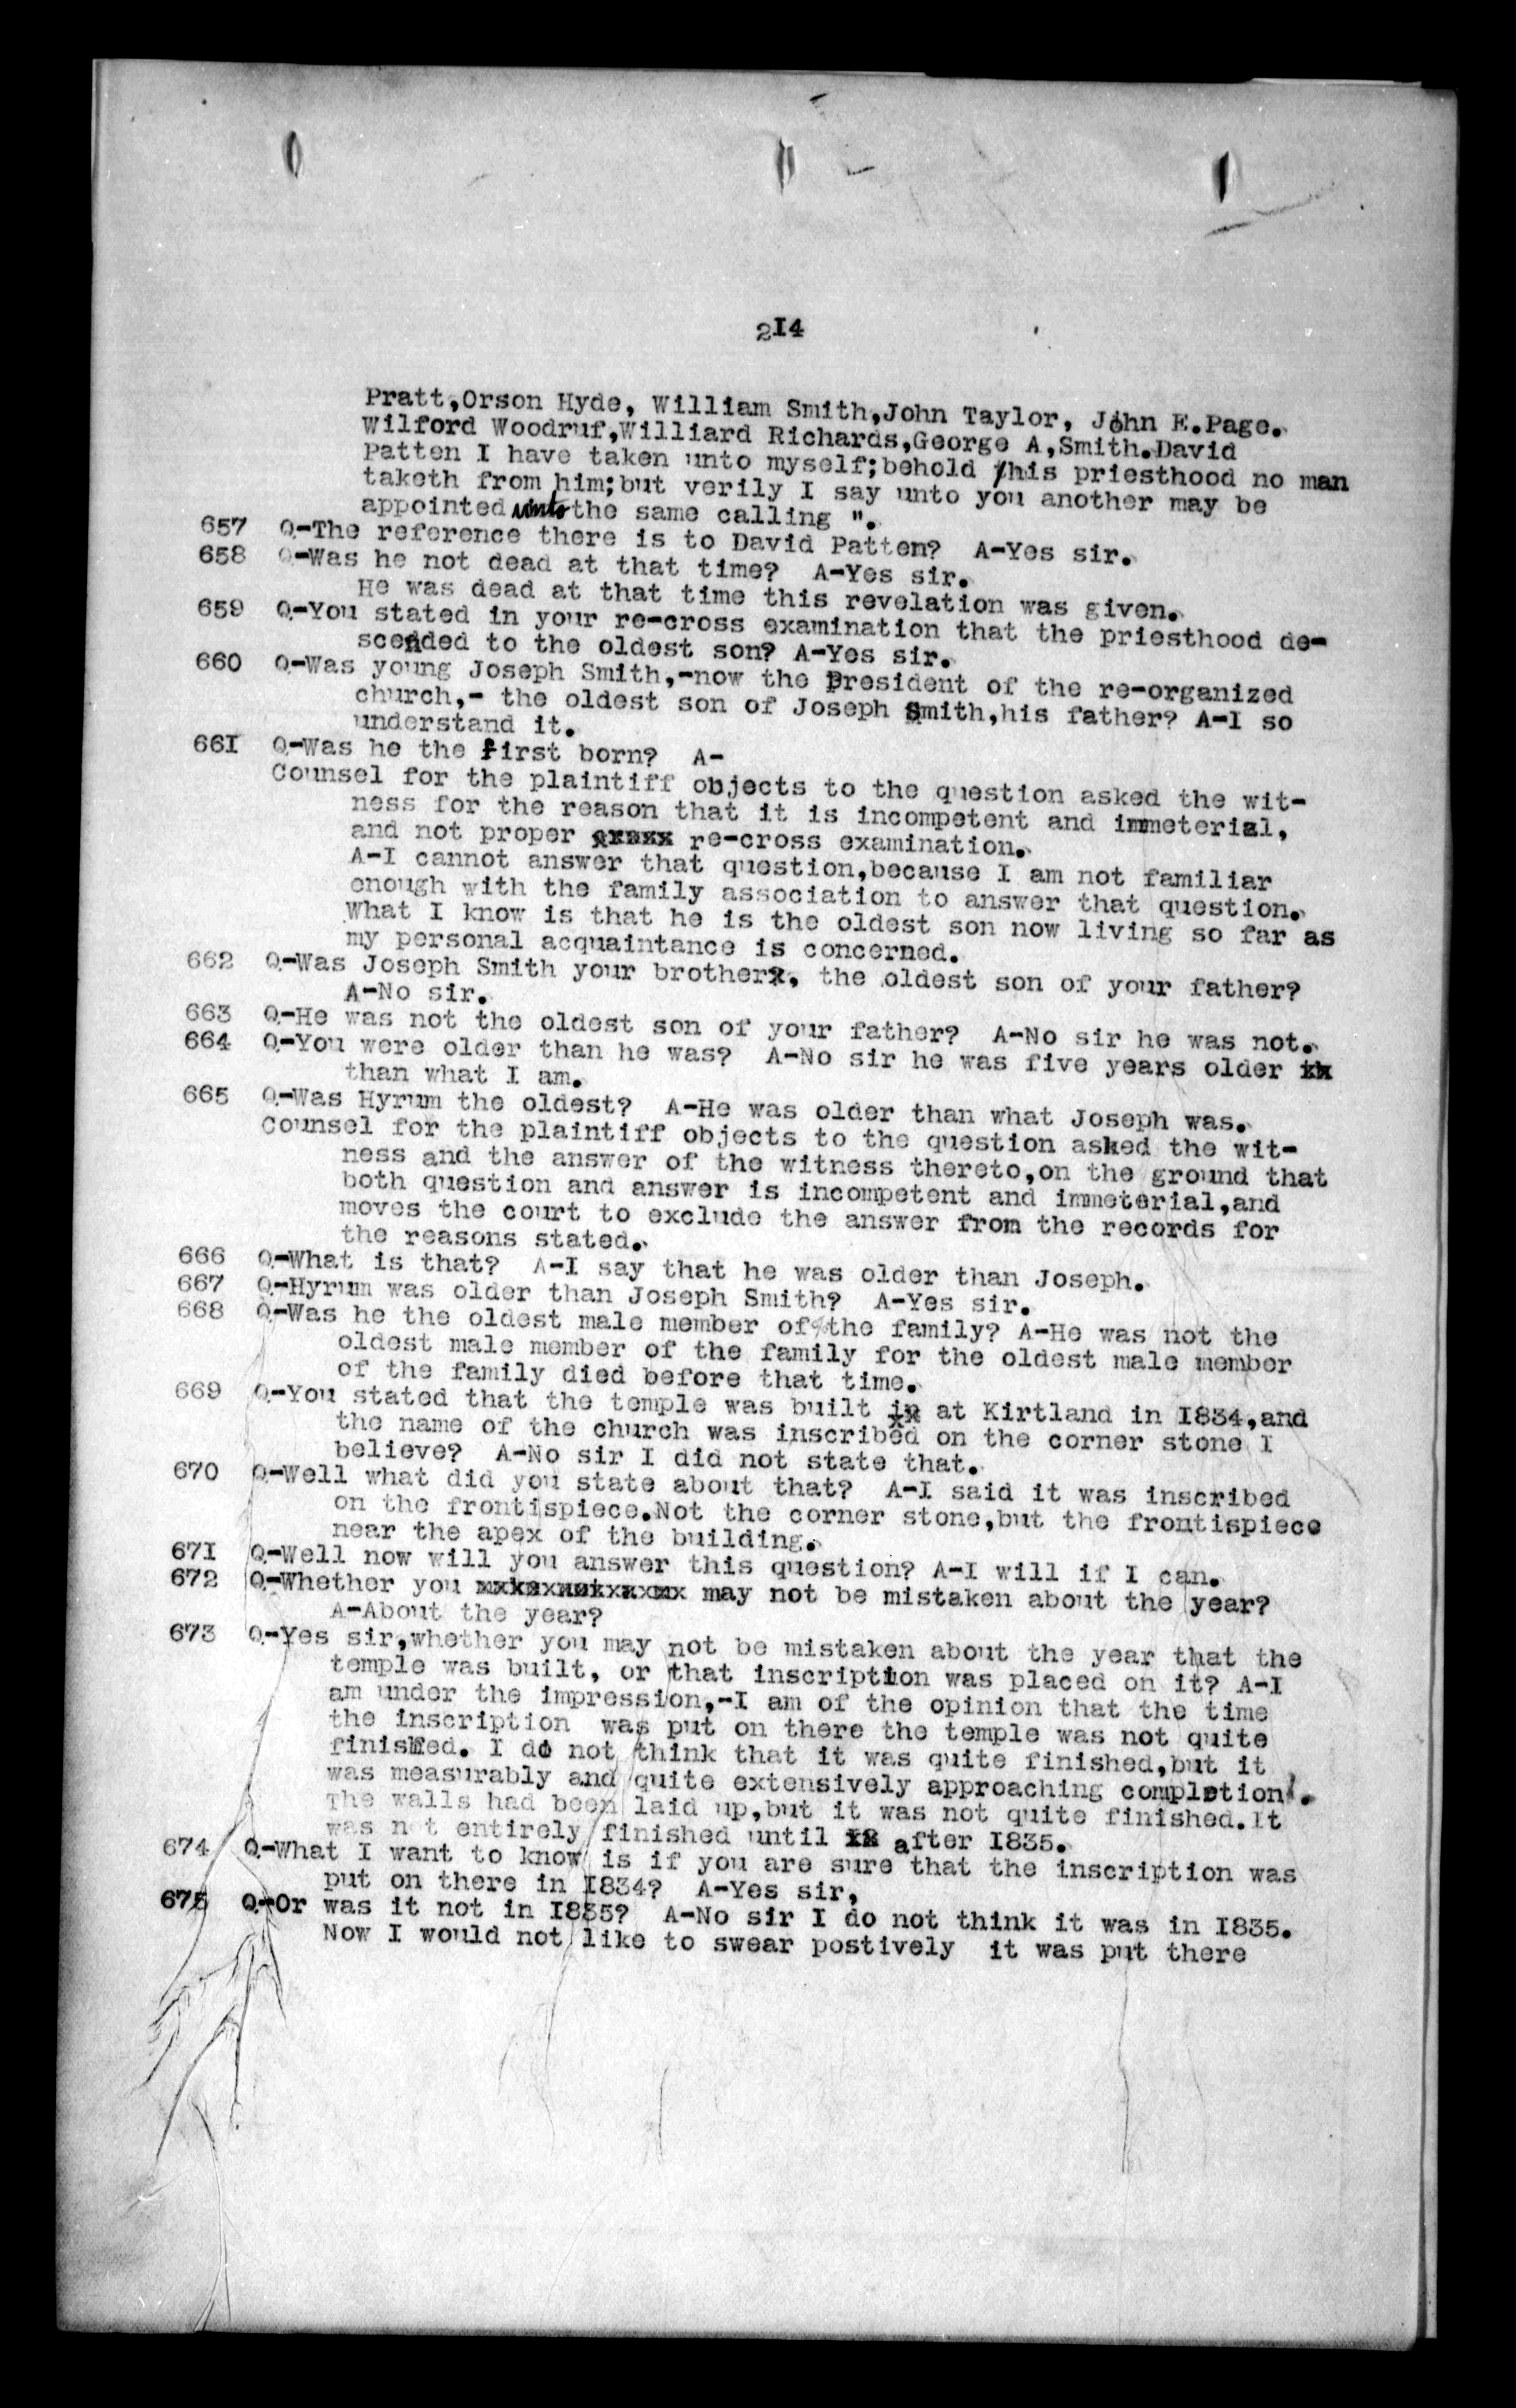 214
Pratt,Orson Hyde, William Smith,John Taylor, John E.Page.
Wilford Woodruf,Williard Richards,George A,Smith.David
Patten I have taken unto myself;behold his priesthood no man
taketh from him;but verily I say unto you another may be
appointed unto the same calling ".
657 Q-The reference there is to David Patten? A-Yes sir.
658 Q-Was he not dead at that time? A-Yes sir.
He was dead at that time this revelation was given.
659 Q-You stated in your re-cross examination that the priesthood de-
scended to the oldest son? A-Yes sir.
660 Q-Was young Joseph Smith,-now the President of the re-organized
church,- the oldest son of Joseph Smith,his father? A-I so
understand it.
661 Q-Was he the first born? A-
Counsel for the plaintiff objects to the question asked the wit-
ness for the reason that it is incompetent and immeterial,
and not proper re-cross examination.
A-I cannot answer that question,because I am not familiar
enough with the family association to answer that question.
What I know is that he is the oldest son now living so far as
my personal acquaintance is concerned.
662 Q-Was Joseph Smith your brother, the oldest son of your father?
A-No sir.
663 Q-He was not the oldest son of your father? A-No sir he was not.
664 Q-You were older than he was? A-No sir he was five years older
than what I am.
665 Q-Was Hyrum the oldest? A-He was older than what Joseph was.
Counsel for the plaintiff objects to the question asked the wit-
ness and the answer of the witness thereto,on the ground that
both question and answer is incompetent and immeterial,and
moves the court to exclude the answer from the records for
the reasons stated.
666 Q-What is that? A-I say that he was older than Joseph.
667 Q-Hyrum was older than Joseph Smith? A-Yes sir.
668 Q-Was he the oldest male member of the family? A-He was not the
oldest male member of the family for the oldest male member
of the family died before that time.
669 Q-You stated that the temple was built at Kirtland in 1834,and
the name of the church was inscribed on the corner stone I
believe? A-No sir I did not state that.
670 Q-Well what did you state about that? A-I said it was inscribed
on the frontispiece.Not the corner stone,but the frontispiece
near the apex of the building.
671 Q-Well now will you answer this question? A-I will if I can.
672 Q-Whether you may not be mistaken about the year?
A-About the year?
673 Q-Yes sir,whether you may not be mistaken about the year that the
temple was built, or that inscription was placed on it? A-I
am under the impression,-I am of the opinion that the time
the inscription was put on there the temple was not quite
finished. I do not think that it was quite finished,but it
was measurably and quite extensively approaching completion.
The walls had been laid up,but it was not quite finished.It
was not entirely finished until after 1835.
674 Q-What I want to know is if you are sure that the inscription was
put on there in 1834? A-Yes sir,
675 Q-Or was it not in 1835? A-No sir I do not think it was in 1835.
Now I would not like to swear postively it was put there